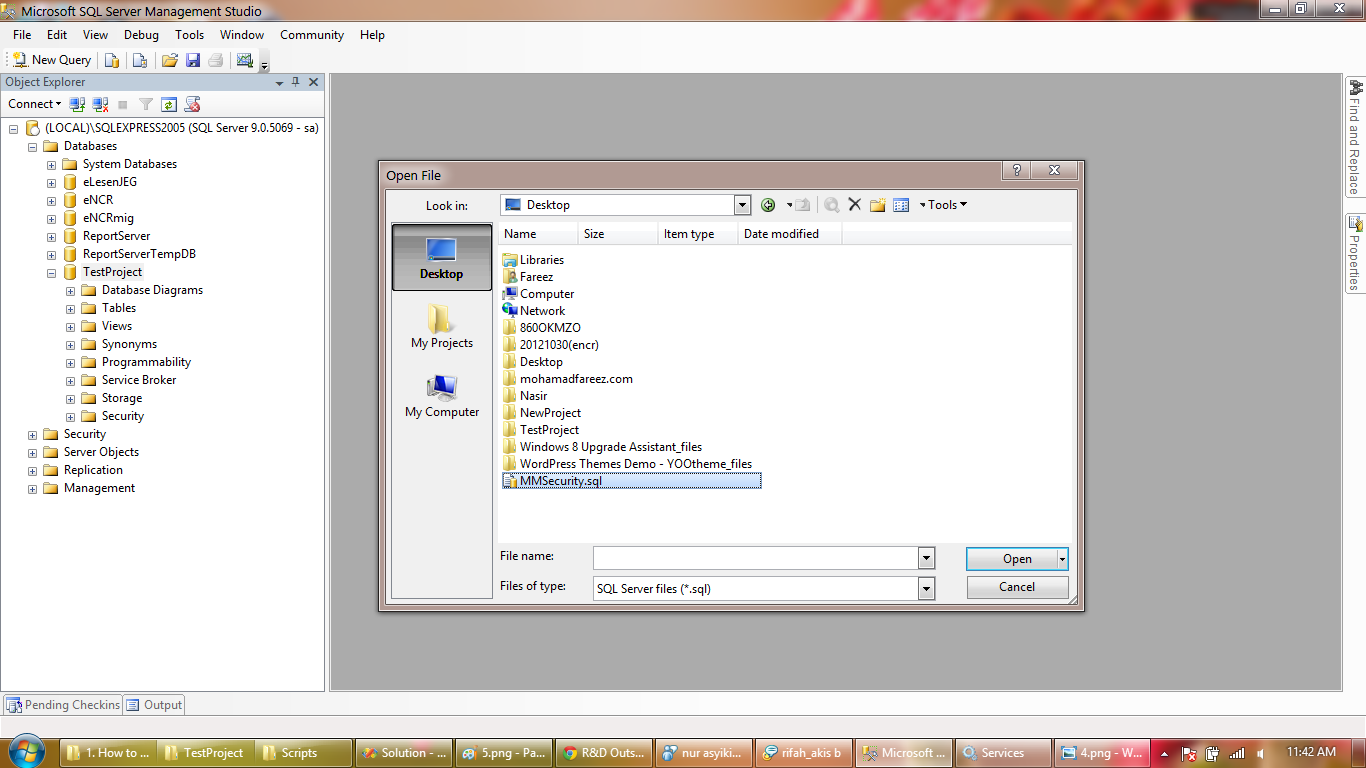 Microsoft SQL Server Management Studio
File Edit View Debug Tools Window Community Help
New Query
Object Explorer
Connect
(LOCAL)\SQLEXPRESS2005 (SQL Server 9.0.5069 - sa)
Databases
System Databases
eLesenJEG
eNCR
eNCRmig
ReportServer
ReportServerTempDB
TestProject
Database Diagrams
Tables
Views
Synonyms
Programmability
Service Broker
Storage
Security
Security
Server Objects
Replication
Management
Open File
?
Look in:
Desktop
Tools
Desktop
My Projects
My Computer
Name Size Item type Date modified
Libraries
Fareez
Computer
Network
860OKMZO
20121030(encr)
Desktop
mohamadfareez.com
Nasir
NewProject
TestProject
Windows 8 Upgrade Assistant_files
WordPress Themes Demo - YOOtheme_files
MMSecurity.sql
File name:
Open
Files of type:
SQL Server files (*.sql)
Cancel
Find and Replace
Properties
Pending Checkins Output
1. How to ... TestProject Scripts Solution - ... 5.png - Pa... R&D Outs... nur asyiki... rifah_akis b Microsoft ... Services 4.png - W... 11:42 AM